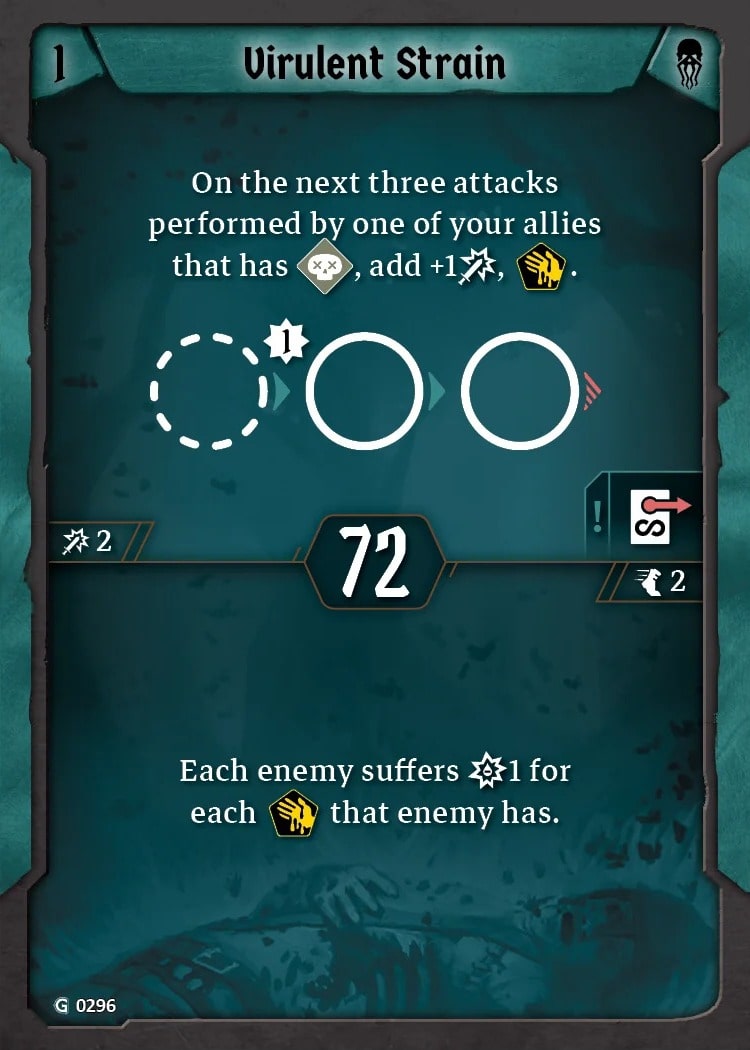 1
Virulent Strain
On the next three attacks
performed by one of your allies
that has , add +1 , .
1
2
72
!
2
Each enemy suffers 1 for
each that enemy has.
G 0296